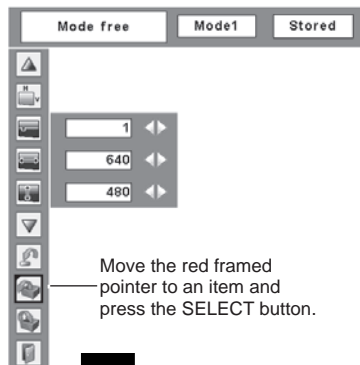 Mode free Mode1 Stored
H
V
1
640
480
Move the red framed
pointer to an item and
press the SELECT button.